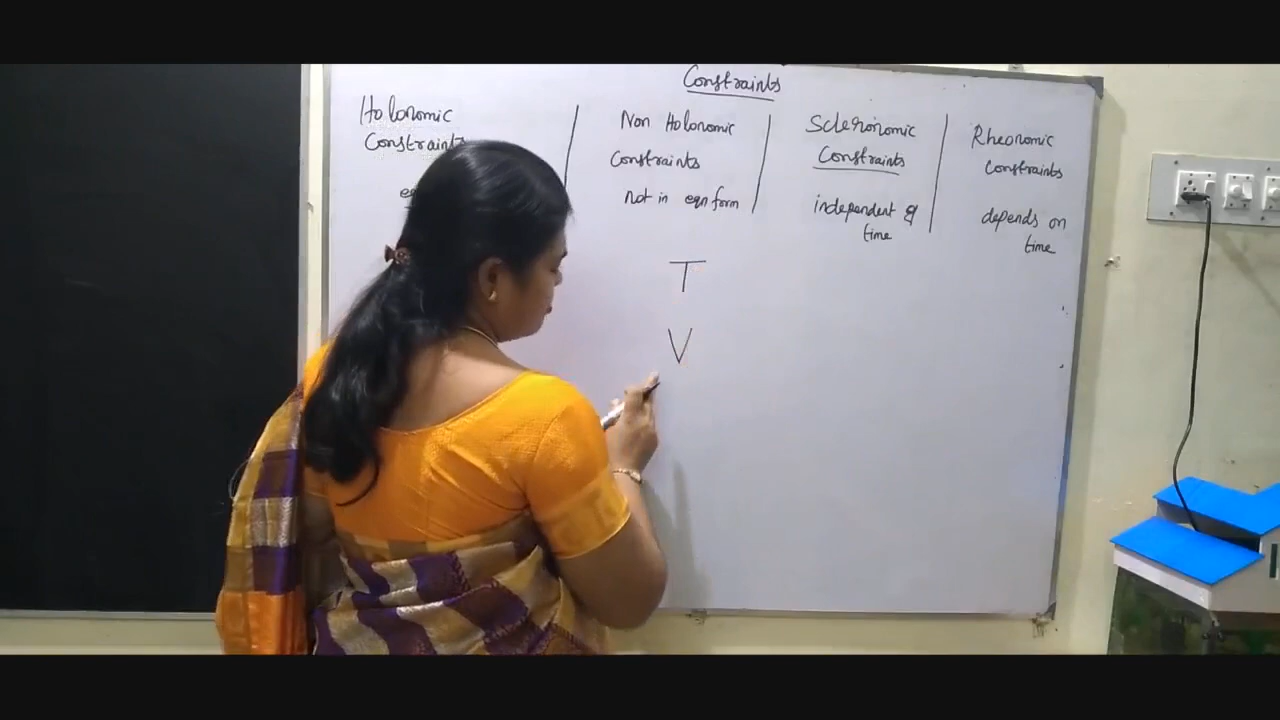 Constraints
Holonomic
Constraints
Non Holonomic
Constraints
not in eqn form
Scleronomic
Constraints
independent of
time
Rheonomic
Constraints
depends on
time
T
V